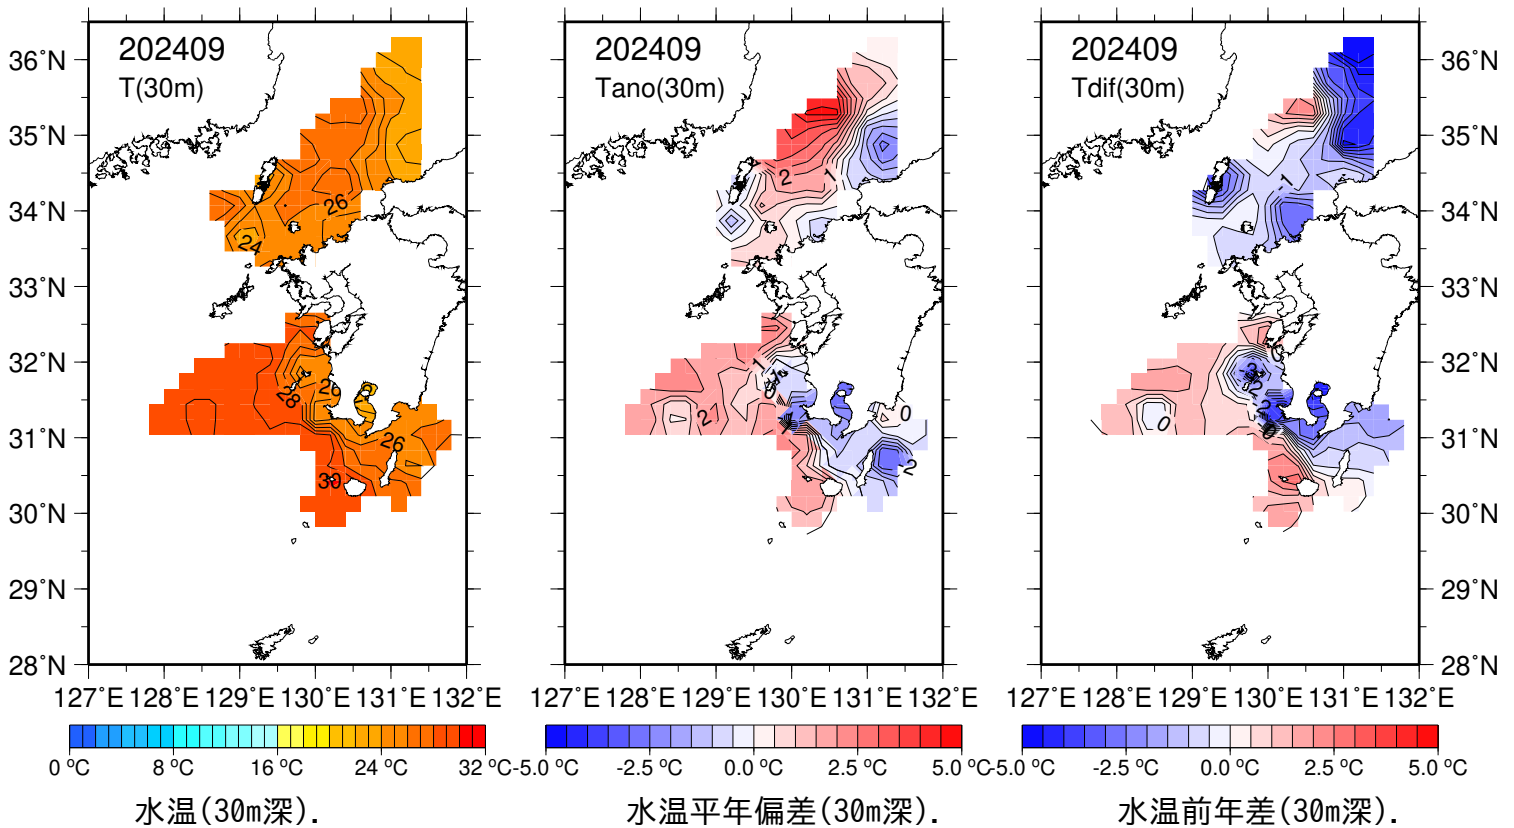 202409
T(30m)
202409
Tano(30m)
202409
Tdif(30m)
36°N
35°N
34°N
33°N
32°N
31°N
30°N
29°N
28°N
36°N
35°N
34°N
33°N
32°N
31°N
30°N
29°N
28°N
26
24
26
28
26
30
2
1
1
0
2
0
-2
-1
0
0
127°E 128°E 129°E 130°E 131°E 132°E
127°E 128°E 129°E 130°E 131°E 132°E
127°E 128°E 129°E 130°E 131°E 132°E
0 °C 8 °C 16 °C 24 °C 32 °C
-5.0 °C -2.5 °C 0.0 °C 2.5 °C 5.0 °C
-5.0 °C -2.5 °C 0.0 °C 2.5 °C 5.0 °C
水温(30m深).
水温平年偏差(30m深).
水温前年差(30m深).